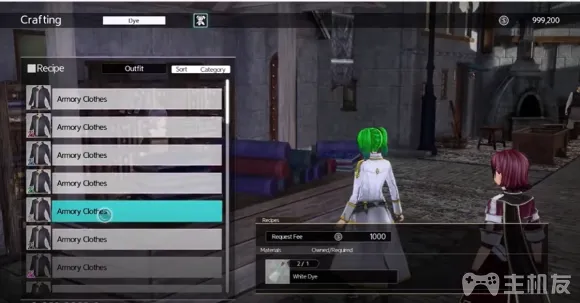 Crafting
Dye
999,200
Recipe
Outfit
Sort Category
Armory Clothes
Armory Clothes
Armory Clothes
Armory Clothes
Armory Clothes
Armory Clothes
Armory Clothes
Recipes
Request Fee 1000
Materials Owned/Required
2 / 1
White Dye
主机友